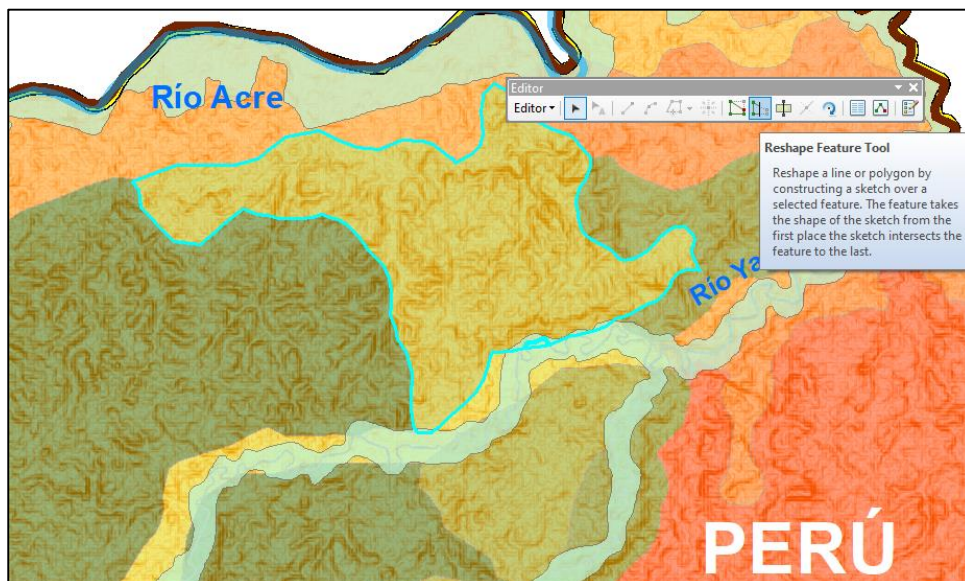 Río Acre
Editor
Editor
Reshape Feature Tool
Reshape a line or polygon by
constructing a sketch over a
selected feature. The feature takes
the shape of the sketch from the
first place the sketch intersects the
feature to the last.
Río Ya
PERÚ